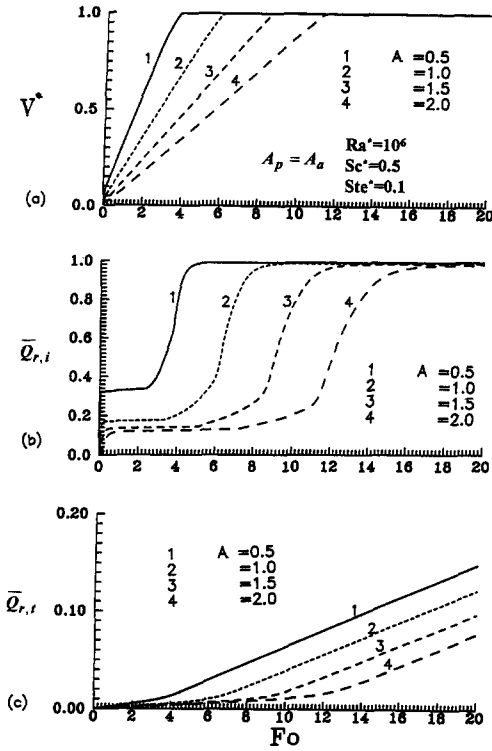 1.0
1 A =0.5
2 =1.0
3 =1.5
4 =2.0
1
2
3
4
V*
0.5
A_p = A_a
Ra*=10^6
Sc*=0.5
Ste*=0.1
(a)
0.0
0 2 4 6 8 10 12 14 16 18 20
1.0
0.8
1
2
3
4
Q̅_{r,i}
0.6
0.4
1 A =0.5
2 =1.0
3 =1.5
4 =2.0
0.2
(b)
0.0
0 2 4 6 8 10 12 14 16 18 20
0.20
1 A =0.5
2 =1.0
3 =1.5
4 =2.0
Q̅_{r,t}
0.10
1
2
3
4
(c)
0.00
0 2 4 6 8 10 12 14 16 18 20
Fo